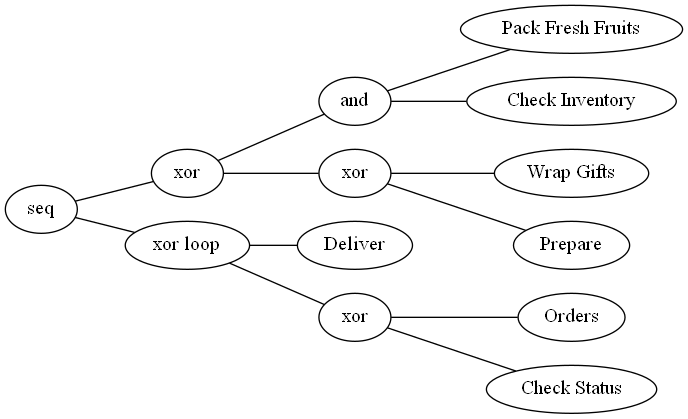 Pack Fresh Fruits
and
Check Inventory
xor
xor
Wrap Gifts
seq
xor loop
Deliver
Prepare
xor
Orders
Check Status